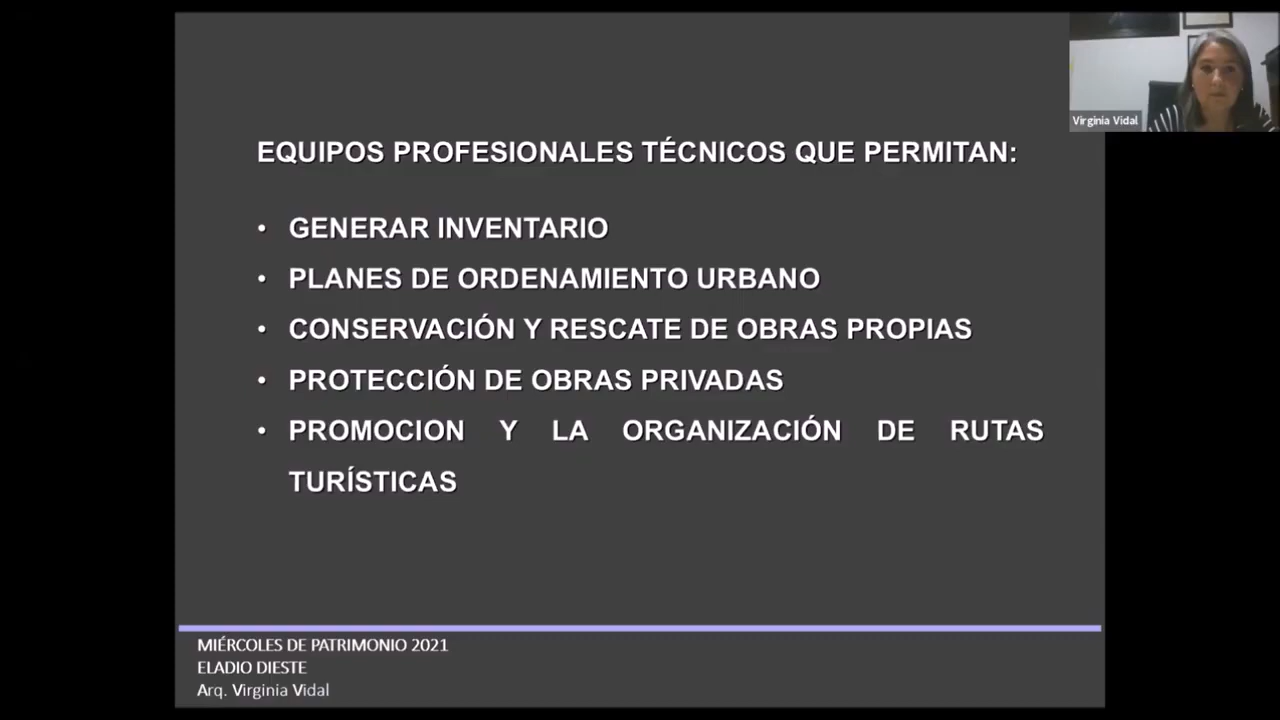 EQUIPOS PROFESIONALES TÉCNICOS QUE PERMITAN:
• GENERAR INVENTARIO
• PLANES DE ORDENAMIENTO URBANO
• CONSERVACIÓN Y RESCATE DE OBRAS PROPIAS
• PROTECCIÓN DE OBRAS PRIVADAS
• PROMOCION Y LA ORGANIZACIÓN DE RUTAS
TURÍSTICAS
MIÉRCOLES DE PATRIMONIO 2021
ELADIO DIESTE
Arq. Virginia Vidal
Virginia Vidal